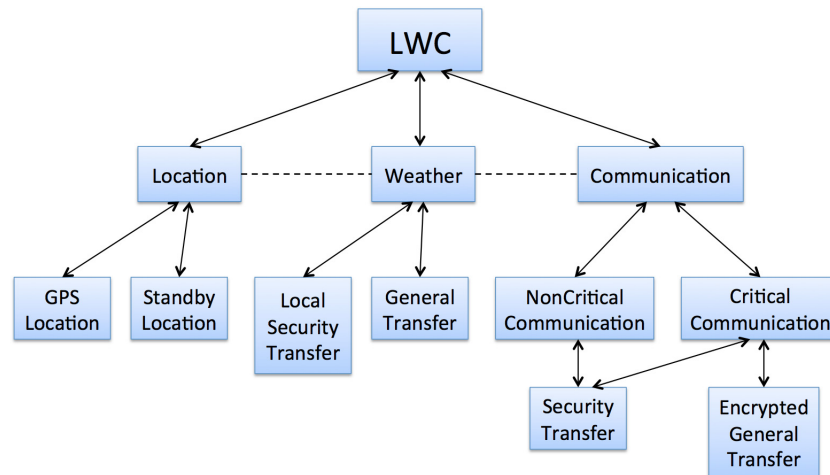 LWC
Location
Weather
Communication
GPS
Location
Standby
Location
Local
Security
Transfer
General
Transfer
NonCritical
Communication
Critical
Communication
Security
Transfer
Encrypted
General
Transfer